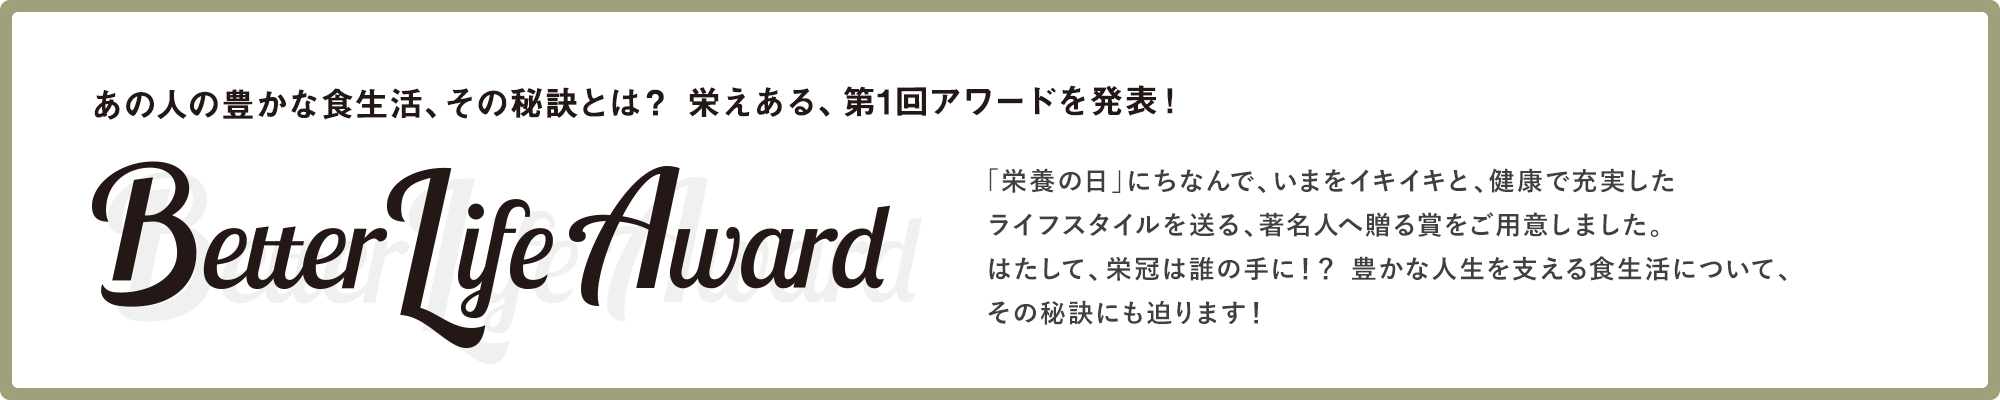 あの人の豊かな食生活、その秘訣とは？ 栄えある、第1回アワードを発表！
Better Life Award
「栄養の日」にちなんで、いまをイキイキと、健康で充実した
ライフスタイルを送る、著名人へ贈る賞をご用意しました。
はたして、栄冠は誰の手に！？ 豊かな人生を支える食生活について、
その秘訣にも迫ります！